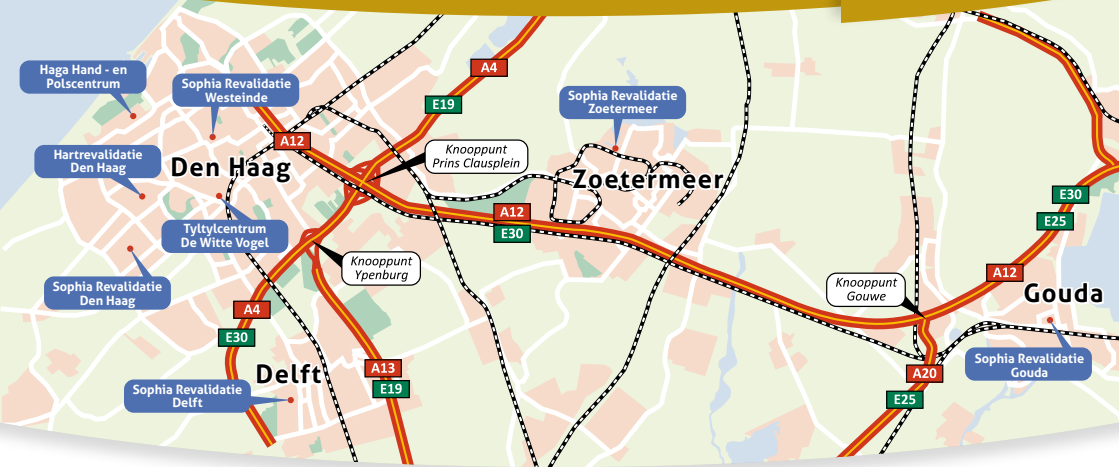 A4
Haga Hand - en
Polscentrum
Sophia Revalidatie
Westeinde
E19
Sophia Revalidatie
Zoetermeer
A12
Knooppunt
Prins Clausplein
Hartrevalidatie
Den Haag
Den Haag
Zoetermeer
E30
A12
E30
E25
Tyltylcentrum
De Witte Vogel
Knooppunt
Ypenburg
A12
Sophia Revalidatie
Den Haag
Knooppunt
Gouwe
Gouda
A4
E30
Sophia Revalidatie
Gouda
A13
E19
A20
Delft
Sophia Revalidatie
Delft
E25